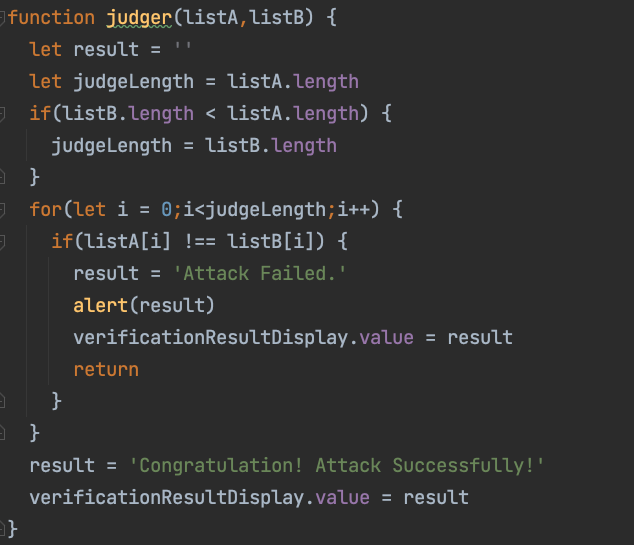 function judger(listA,listB) {
  let result = ''
  let judgeLength = listA.length
  if(listB.length < listA.length) {
    judgeLength = listB.length
  }
  for(let i = 0;i<judgeLength;i++) {
    if(listA[i] !== listB[i]) {
      result = 'Attack Failed.'
      alert(result)
      verificationResultDisplay.value = result
      return
    }
  }
  result = 'Congratulation! Attack Successfully!'
  verificationResultDisplay.value = result
}